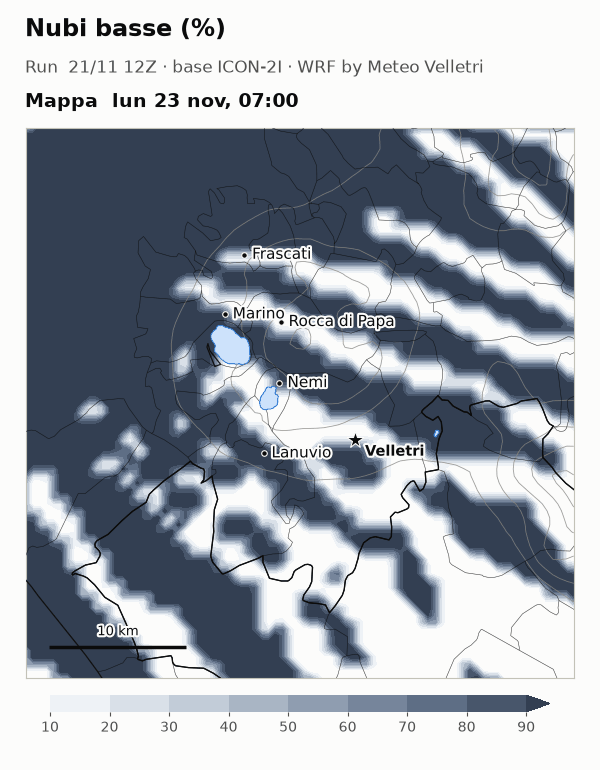 Nubi basse (%)
Run  21/11 12Z · base ICON-2I · WRF by Meteo Velletri
Mappa  lun 23 nov, 07:00
Frascati
Marino
Rocca di Papa
Nemi
Velletri
Lanuvio
10 km
10 20 30 40 50 60 70 80 90